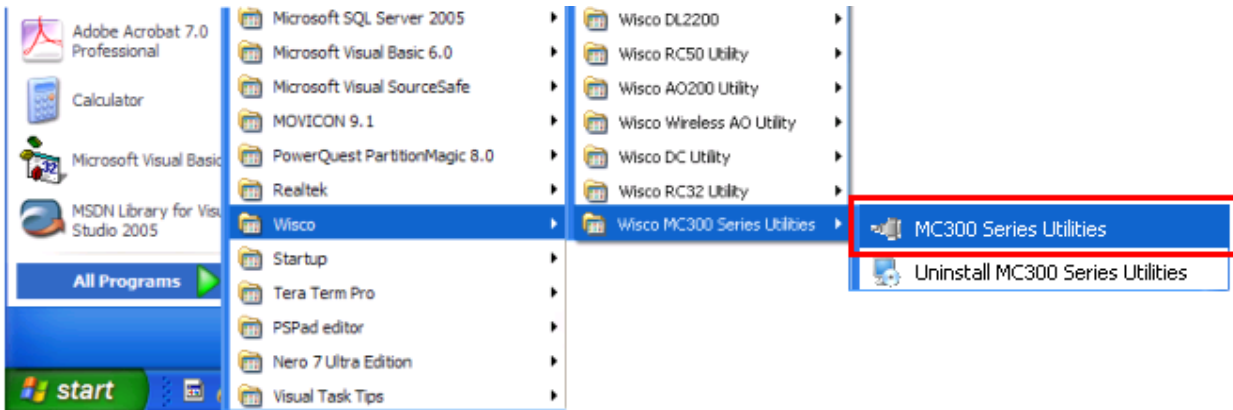 Adobe Acrobat 7.0
Professional
Calculator
Microsoft Visual Basic
MSDN Library for Visu
Studio 2005
All Programs
start
Microsoft SQL Server 2005
Microsoft Visual Basic 6.0
Microsoft Visual SourceSafe
MOVICON 9.1
PowerQuest PartitionMagic 8.0
Realtek
Wisco
Startup
Tera Term Pro
PSPad editor
Nero 7 Ultra Edition
Visual Task Tips
Wisco DL2200
Wisco RC50 Utility
Wisco AO200 Utility
Wisco Wireless AO Utility
Wisco DC Utility
Wisco RC32 Utility
Wisco MC300 Series Utilities
MC300 Series Utilities
Uninstall MC300 Series Utilities